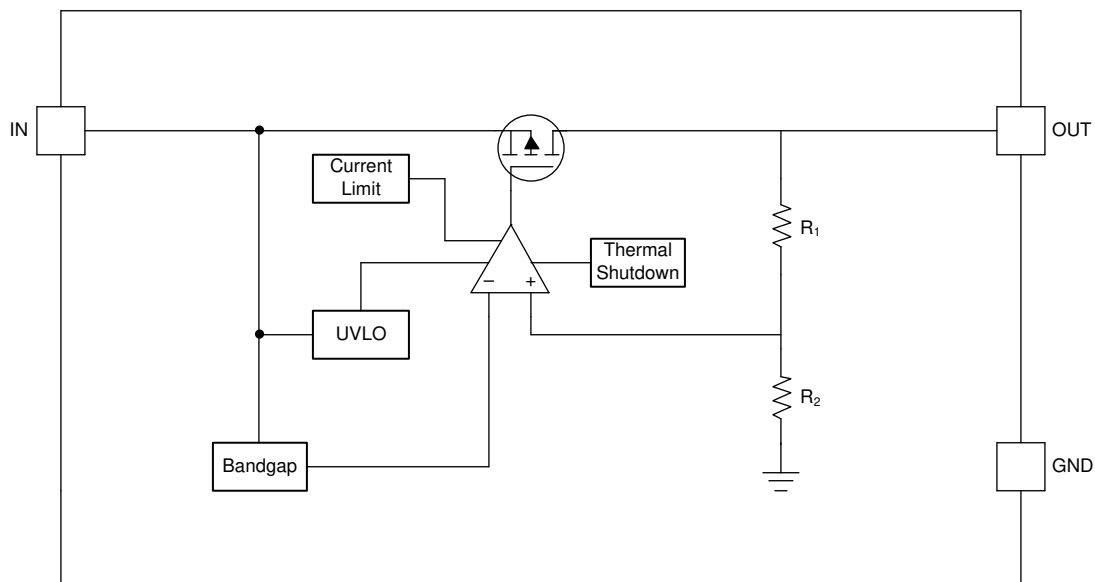 IN
OUT
Current
Limit
R₁
Thermal
Shutdown
− +
UVLO
R₂
Bandgap
GND